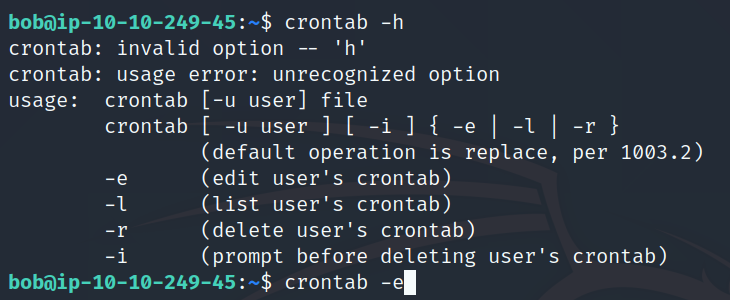 bob@ip-10-10-249-45:~$ crontab -h
crontab: invalid option -- 'h'
crontab: usage error: unrecognized option
usage:  crontab [-u user] file
        crontab [ -u user ] [ -i ] { -e | -l | -r }
                (default operation is replace, per 1003.2)
        -e      (edit user's crontab)
        -l      (list user's crontab)
        -r      (delete user's crontab)
        -i      (prompt before deleting user's crontab)
bob@ip-10-10-249-45:~$ crontab -e